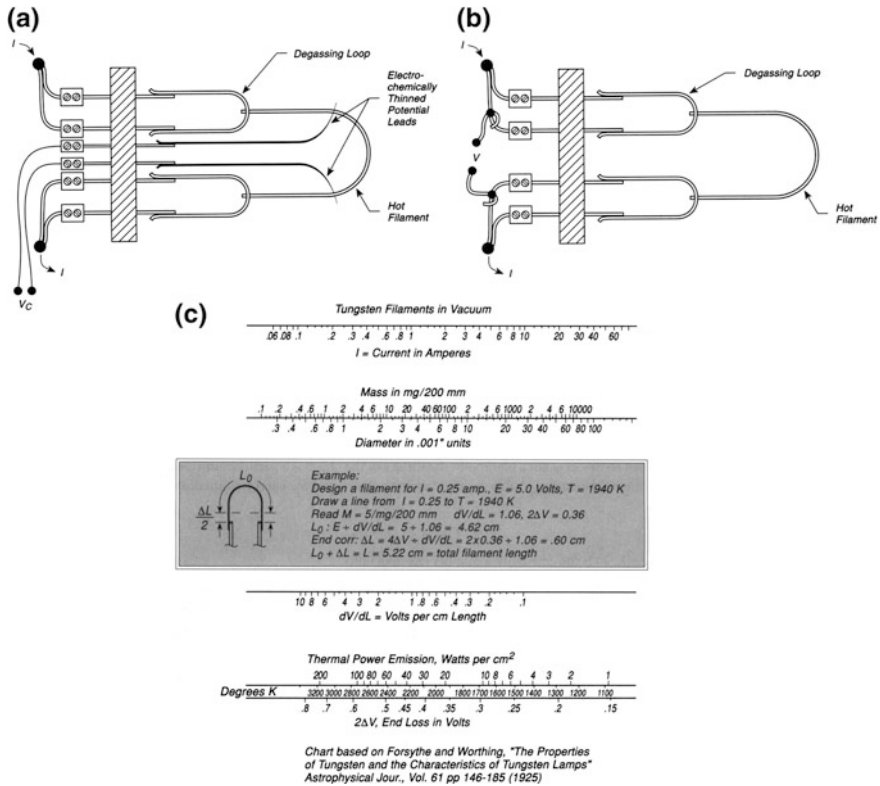 (a)
I
Degassing Loop
Electro-
chemically
Thinned
Potential
Leads
Hot
Filament
I
VC
(b)
I
Degassing Loop
V
Hot
Filament
I
(c)
Tungsten Filaments in Vacuum
.06 .08 .1 .2 .3 .4 .6 .8 1 2 3 4 6 8 10 20 30 40 60
I = Current in Amperes
Mass in mg/200 mm
.1 .2 .4 .6 1 2 4 6 10 20 40 60 100 2 4 6 1000 2 4 6 10000
.3 .4 .6 .8 1 2 3 4 6 8 10 20 30 40 60 80 100
Diameter in .001" units
L0
ΔL
2
Example:
Design a filament for I = 0.25 amp., E = 5.0 Volts, T = 1940 K
Draw a line from I = 0.25 to T = 1940 K
Read M = 5/mg/200 mm dV/dL = 1.06, 2ΔV = 0.36
L0 : E ÷ dV/dL = 5 ÷ 1.06 = 4.62 cm
End corr: ΔL = 4ΔV ÷ dV/dL = 2x0.36 ÷ 1.06 = .60 cm
L0 + ΔL = L = 5.22 cm = total filament length
10 8 6 4 3 2 1 .8 .6 .4 .3 .2 .1
dV/dL = Volts per cm Length
Thermal Power Emission, Watts per cm2
200 100 80 60 40 30 20 10 8 6 4 3 2 1
Degrees K 3200 3000 2800 2600 2400 2200 2000 1800 1700 1600 1500 1400 1300 1200 1100
.8 .7 .6 .5 .45 .4 .35 .3 .25 .2 .15
2ΔV, End Loss in Volts
Chart based on Forsythe and Worthing, "The Properties
of Tungsten and the Characteristics of Tungsten Lamps"
Astrophysical Jour., Vol. 61 pp 146-185 (1925)